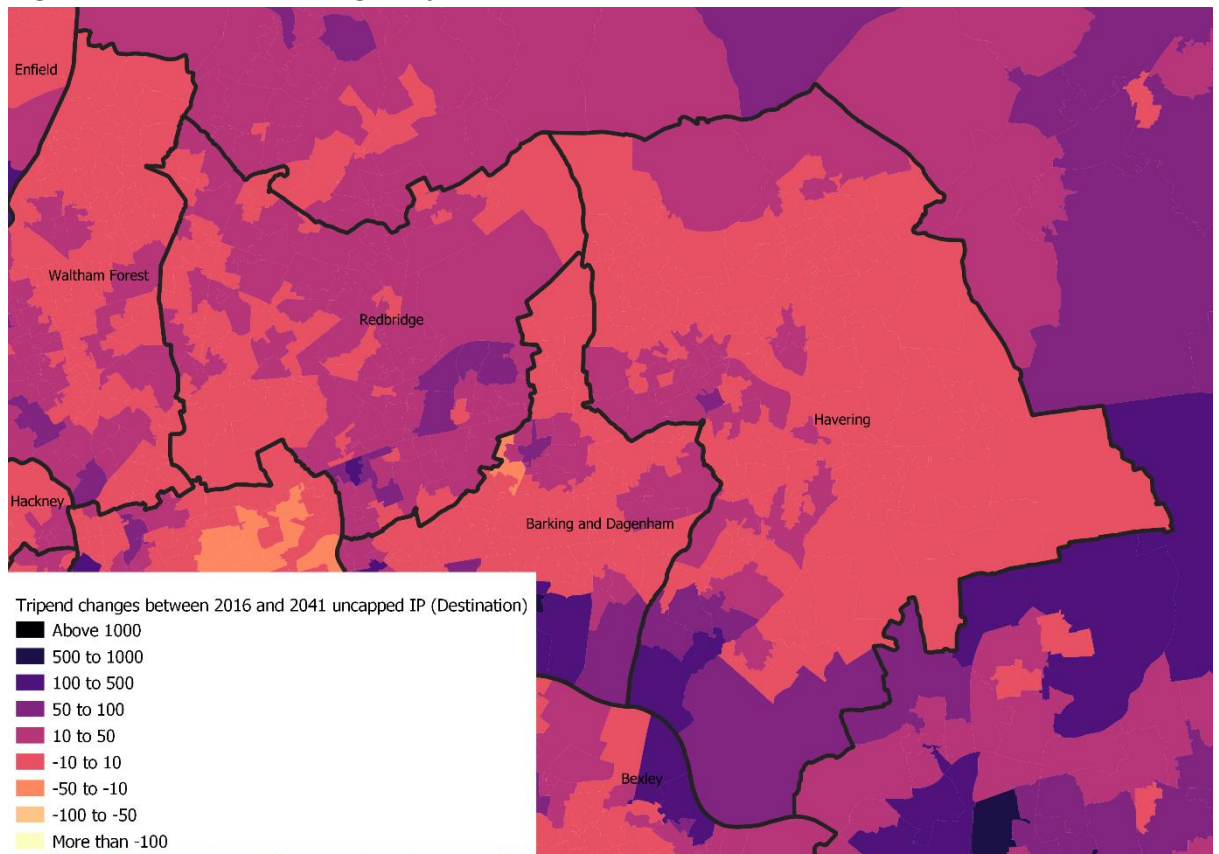 Enfield
Waltham Forest
Redbridge
Havering
Hackney
Barking and Dagenham
Bexley
Tripend changes between 2016 and 2041 uncapped IP (Destination)
Above 1000
500 to 1000
100 to 500
50 to 100
10 to 50
-10 to 10
-50 to -10
-100 to -50
More than -100